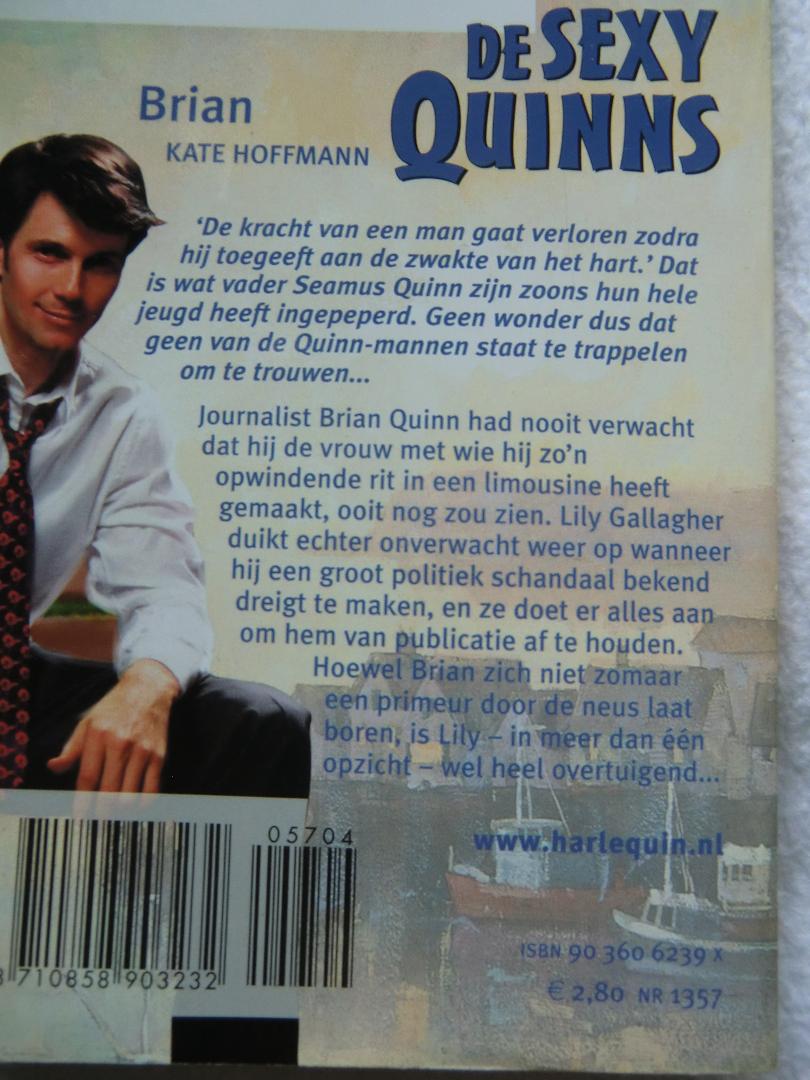 DE SEXY
QUINNS
Brian
KATE HOFFMANN
‘De kracht van een man gaat verloren zodra
hij toegeeft aan de zwakte van het hart.’ Dat
is wat vader Seamus Quinn zijn zoons hun hele
jeugd heeft ingepeperd. Geen wonder dus dat
geen van de Quinn-mannen staat te trappelen
om te trouwen...
Journalist Brian Quinn had nooit verwacht
dat hij de vrouw met wie hij zo’n
opwindende rit in een limousine heeft
gemaakt, ooit nog zou zien. Lily Gallagher
duikt echter onverwacht weer op wanneer
hij een groot politiek schandaal bekend
dreigt te maken, en ze doet er alles aan
om hem van publicatie af te houden.
Hoewel Brian zich niet zomaar
een primeur door de neus laat
boren, is Lily – in meer dan één
opzicht – wel heel overtuigend...
05704
www.harlequin.nl
8 710858 903232
ISBN 90 360 6239 X
€ 2,80 NR 1357